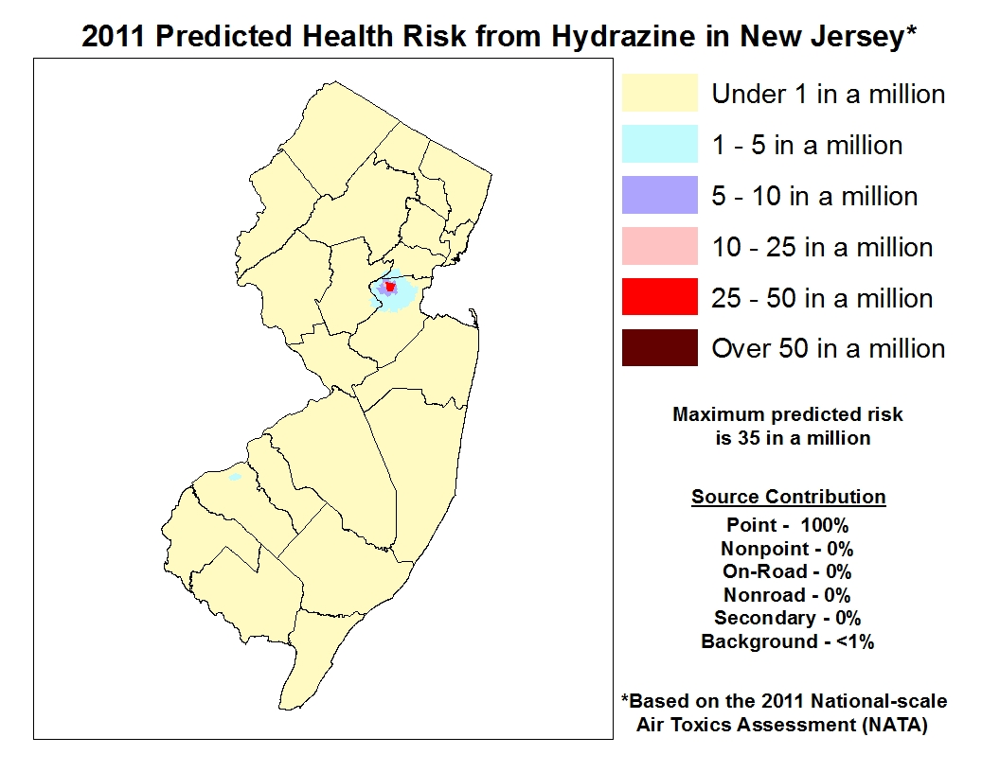 2011 Predicted Health Risk from Hydrazine in New Jersey*
Under 1 in a million
1 - 5 in a million
5 - 10 in a million
10 - 25 in a million
25 - 50 in a million
Over 50 in a million
Maximum predicted risk
is 35 in a million
Source Contribution
Point - 100%
Nonpoint - 0%
On-Road - 0%
Nonroad - 0%
Secondary - 0%
Background - <1%
*Based on the 2011 National-scale
Air Toxics Assessment (NATA)